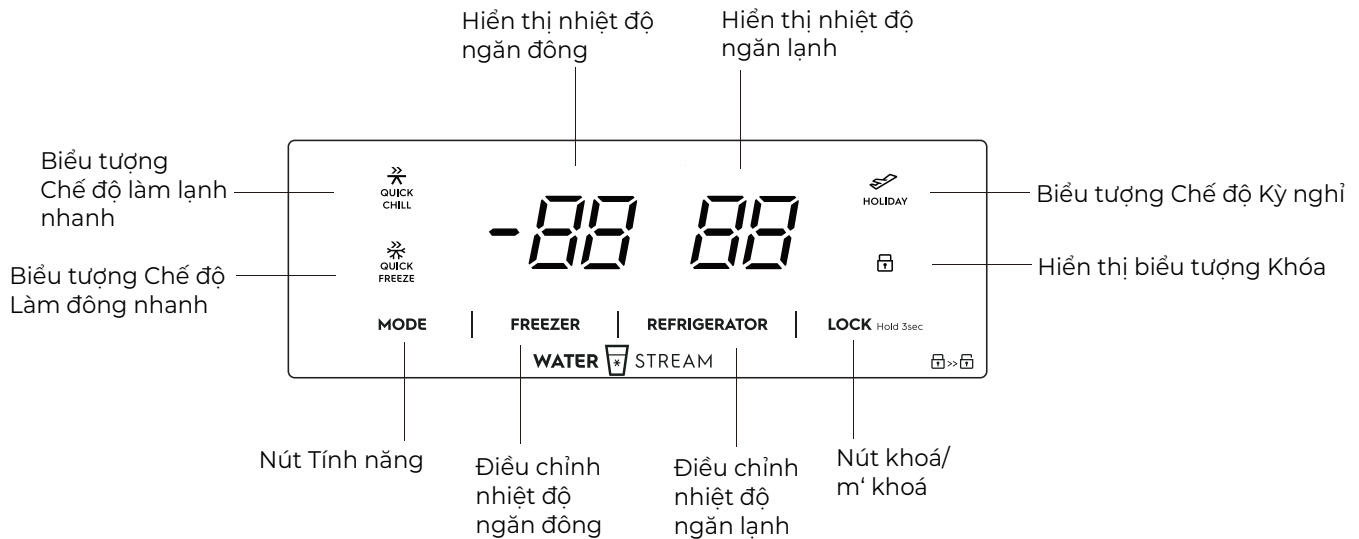 Hiển thị nhiệt độ
ngăn đông
Hiển thị nhiệt độ
ngăn lạnh
Biểu tượng
Chế độ làm lạnh
nhanh
Biểu tượng Chế độ
Làm đông nhanh
QUICK
CHILL
QUICK
FREEZE
-88
88
HOLIDAY
Biểu tượng Chế độ Kỳ nghỉ
Hiển thị biểu tượng Khóa
MODE
FREEZER
REFRIGERATOR
LOCK Hold 3sec
WATER STREAM
Nút Tính năng
Điều chỉnh
nhiệt độ
ngăn đông
Điều chỉnh
nhiệt độ
ngăn lạnh
Nút khoá/
m‘ khoá